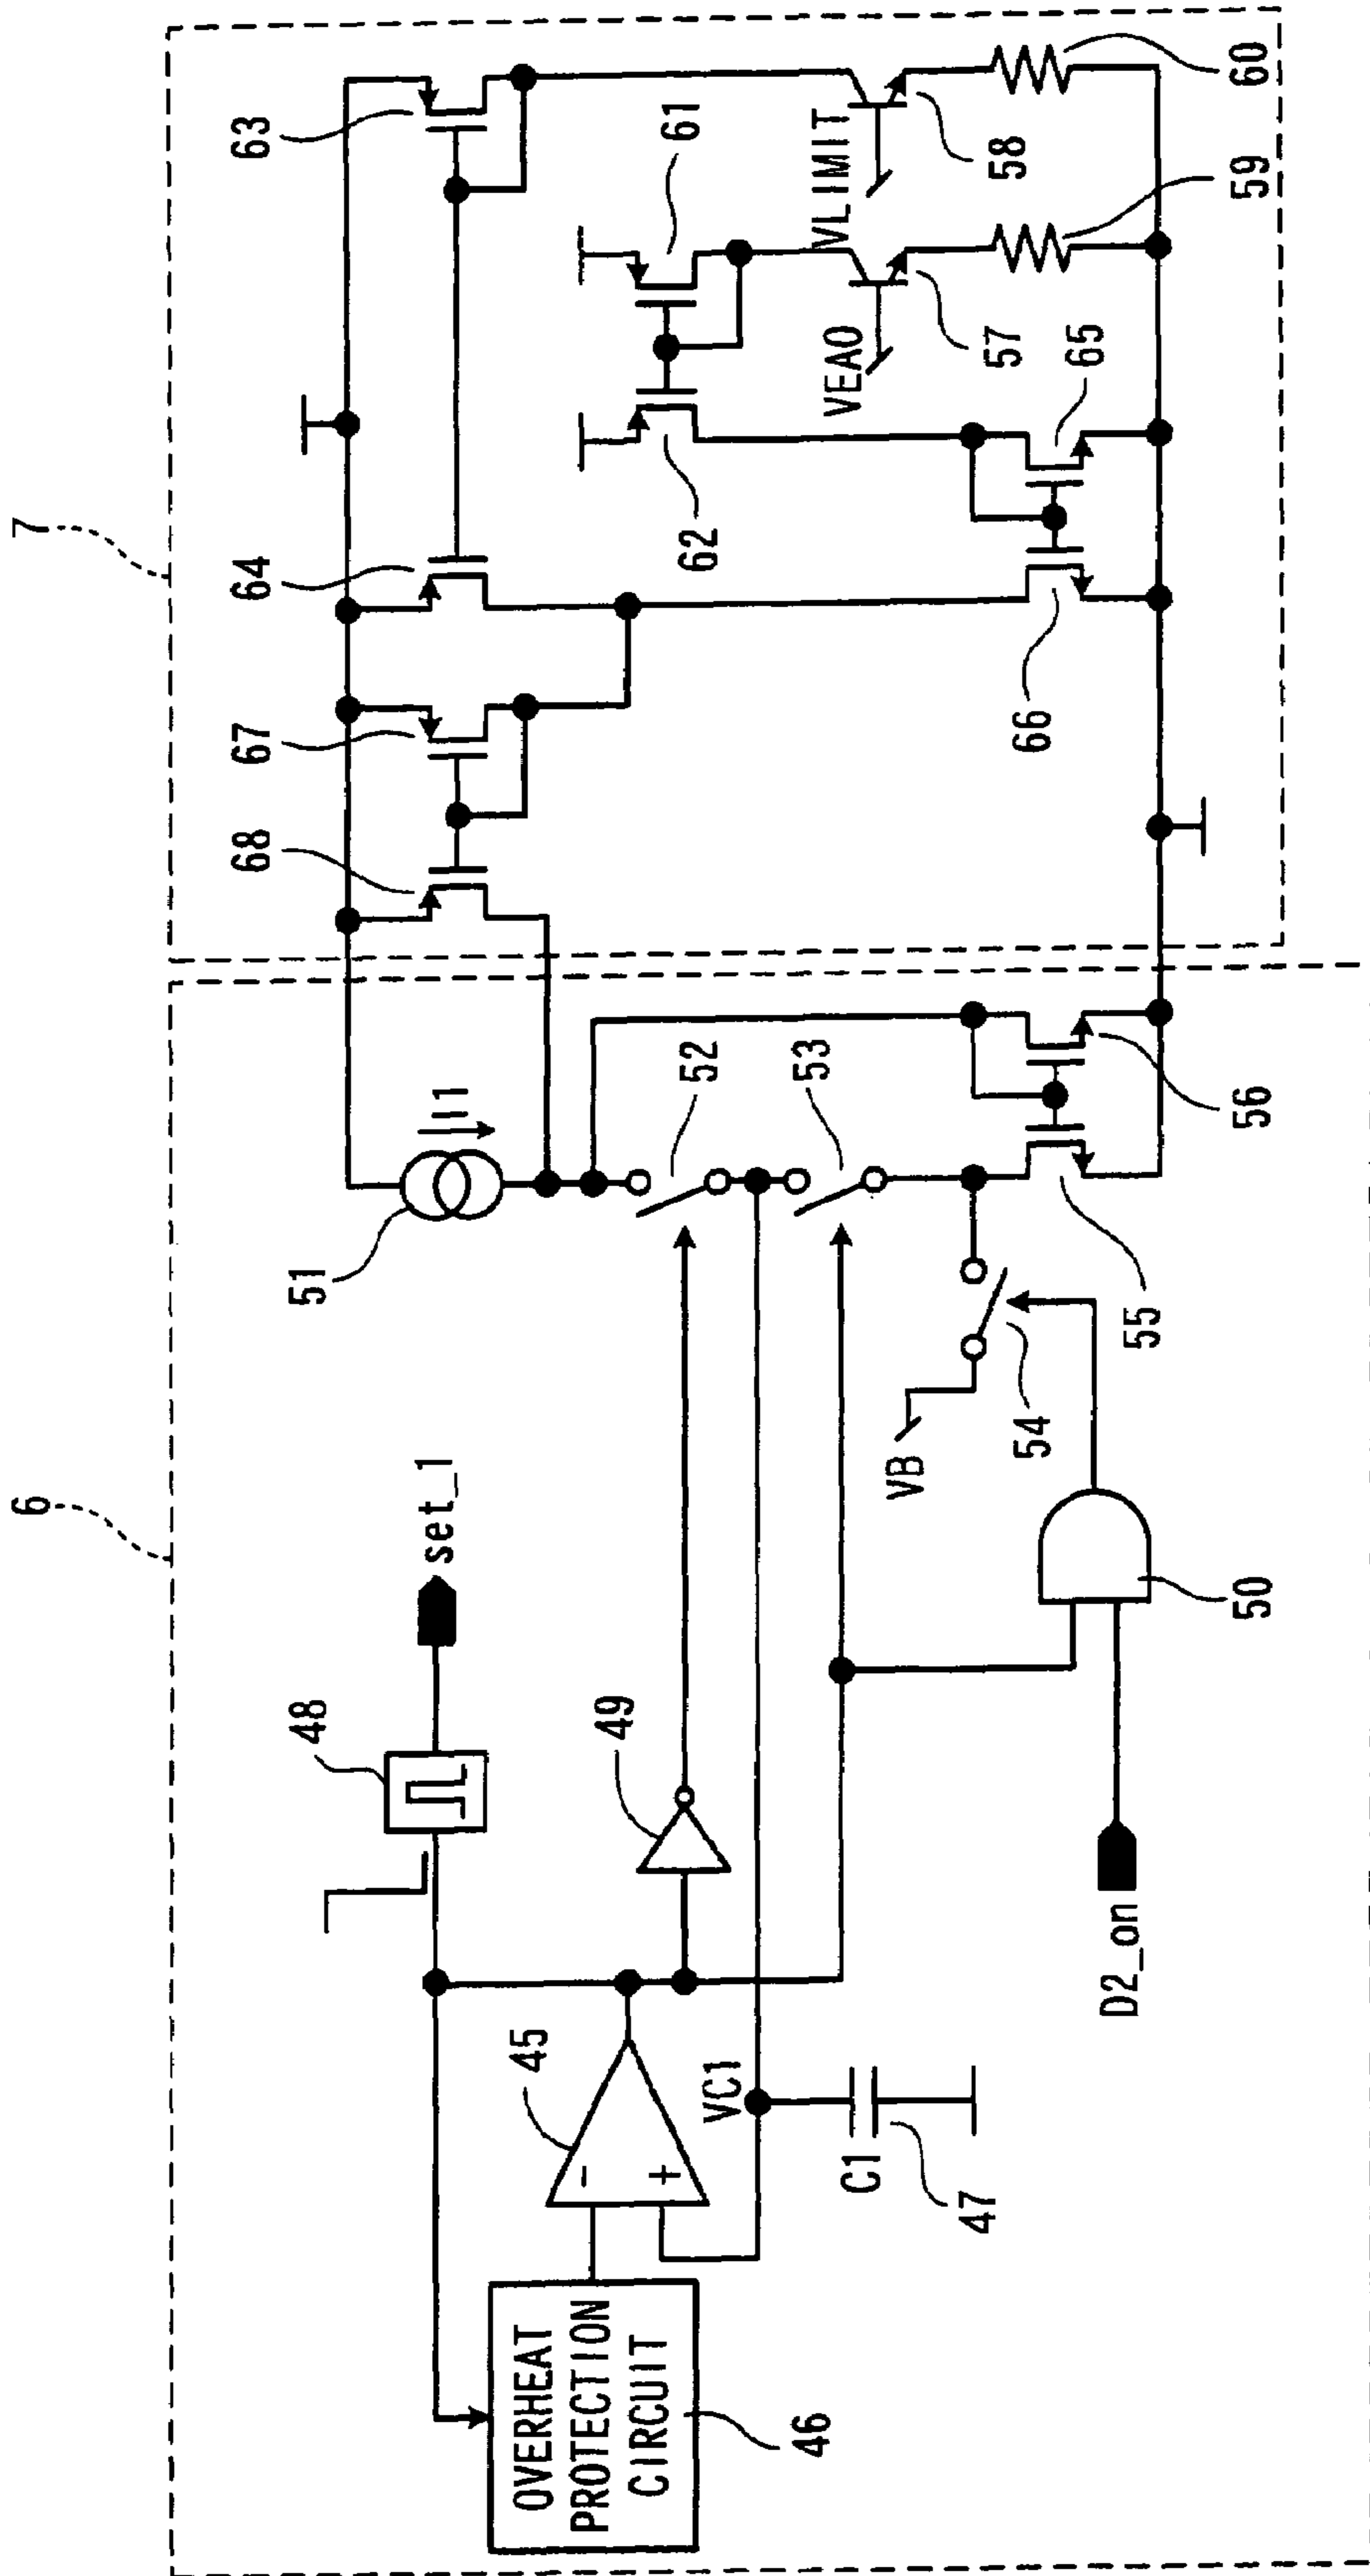 6
7
OVERHEAT
PROTECTION
CIRCUIT
46
45
VC1
C1
47
48
set_1
49
D2_on
50
VB
54
51
I1
52
53
55
56
68
67
64
63
66
62
65
61
VEAO
57
VLIMIT
58
59
60